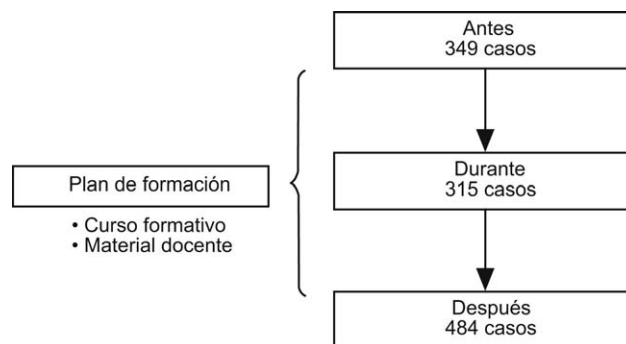 Antes
349 casos
Plan de formación
• Curso formativo
• Material docente
Durante
315 casos
Después
484 casos